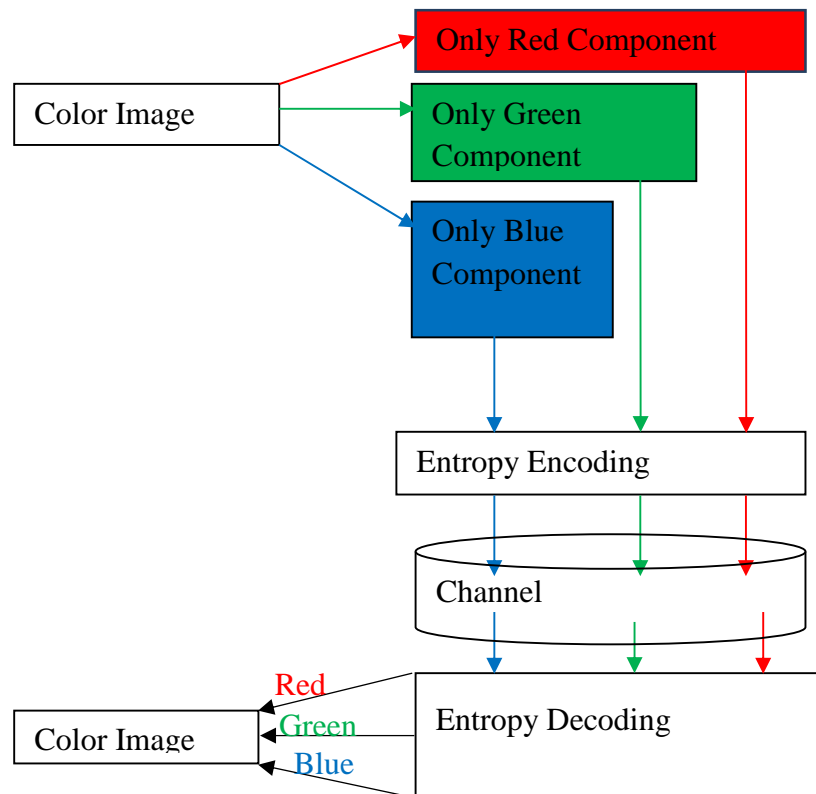 Only Red Component
Color Image
Only Green
Component
Only Blue
Component
Entropy Encoding
Channel
Red
Green
Blue
Color Image
Entropy Decoding